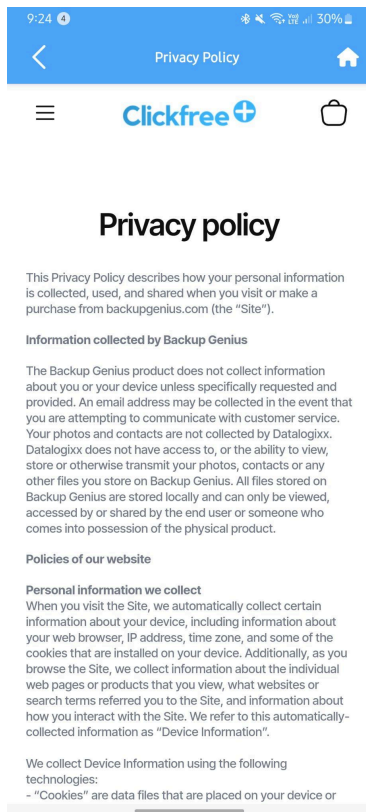 9:24 4 30%
Privacy Policy
Clickfree
Privacy policy
This Privacy Policy describes how your personal information
is collected, used, and shared when you visit or make a
purchase from backupgenius.com (the “Site”).
Information collected by Backup Genius
The Backup Genius product does not collect information
about you or your device unless specifically requested and
provided. An email address may be collected in the event that
you are attempting to communicate with customer service.
Your photos and contacts are not collected by Datalogixx.
Datalogixx does not have access to, or the ability to view,
store or otherwise transmit your photos, contacts or any
other files you store on Backup Genius. All files stored on
Backup Genius are stored locally and can only be viewed,
accessed by or shared by the end user or someone who
comes into possession of the physical product.
Policies of our website
Personal information we collect
When you visit the Site, we automatically collect certain
information about your device, including information about
your web browser, IP address, time zone, and some of the
cookies that are installed on your device. Additionally, as you
browse the Site, we collect information about the individual
web pages or products that you view, what websites or
search terms referred you to the Site, and information about
how you interact with the Site. We refer to this automatically-
collected information as “Device Information”.
We collect Device Information using the following
technologies:
- “Cookies” are data files that are placed on your device or